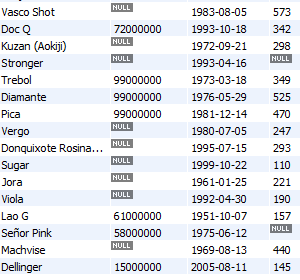 Vasco Shot NULL 1983-08-05 573
Doc Q 72000000 1993-10-18 342
Kuzan (Aokiji) NULL 1972-09-21 298
Stronger NULL 1993-04-16 NULL
Trebol 99000000 1973-03-18 349
Diamante 99000000 1976-05-29 525
Pica 99000000 1981-12-14 470
Vergo NULL 1980-07-05 247
Donquixote Rosina... NULL 1995-07-15 293
Sugar NULL 1999-10-22 110
Jora NULL 1961-01-25 221
Viola NULL 1992-04-30 190
Lao G 61000000 1951-10-07 157
Señor Pink 58000000 1975-06-12 NULL
Machvise NULL 1969-08-13 440
Dellinger 15000000 2005-08-11 145